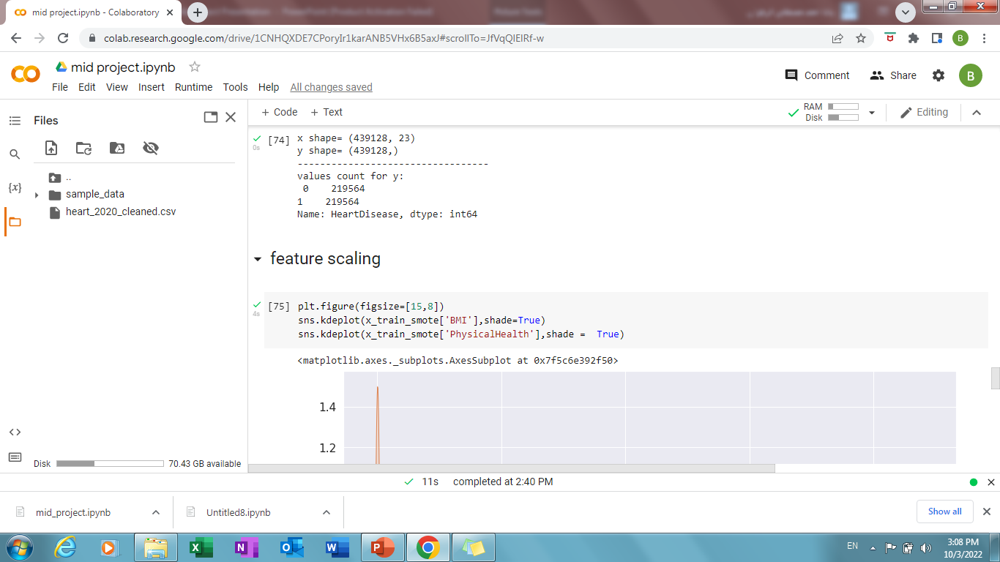 mid project.ipynb - Colaboratory
colab.research.google.com/drive/1CNHQXDE7CPoryIr1karANB5VHx6B5axJ#scrollTo=JfVqQIElRf-w
B
mid project.ipynb
File Edit View Insert Runtime Tools Help All changes saved
Comment Share B
Files
+ Code + Text
RAM
Disk
Editing
..
sample_data
heart_2020_cleaned.csv
{x}
Disk 70.43 GB available
0s
[74] x shape= (439128, 23)
y shape= (439128,)
----------------------------------
values count for y:
0 219564
1 219564
Name: HeartDisease, dtype: int64
feature scaling
4s
[75] plt.figure(figsize=[15,8])
sns.kdeplot(x_train_smote['BMI'],shade=True)
sns.kdeplot(x_train_smote['PhysicalHealth'],shade = True)
<matplotlib.axes._subplots.AxesSubplot at 0x7f5c6e392f50>
1.4
1.2
11s completed at 2:40 PM
mid_project.ipynb
Untitled8.ipynb
Show all
EN
3:08 PM
10/3/2022